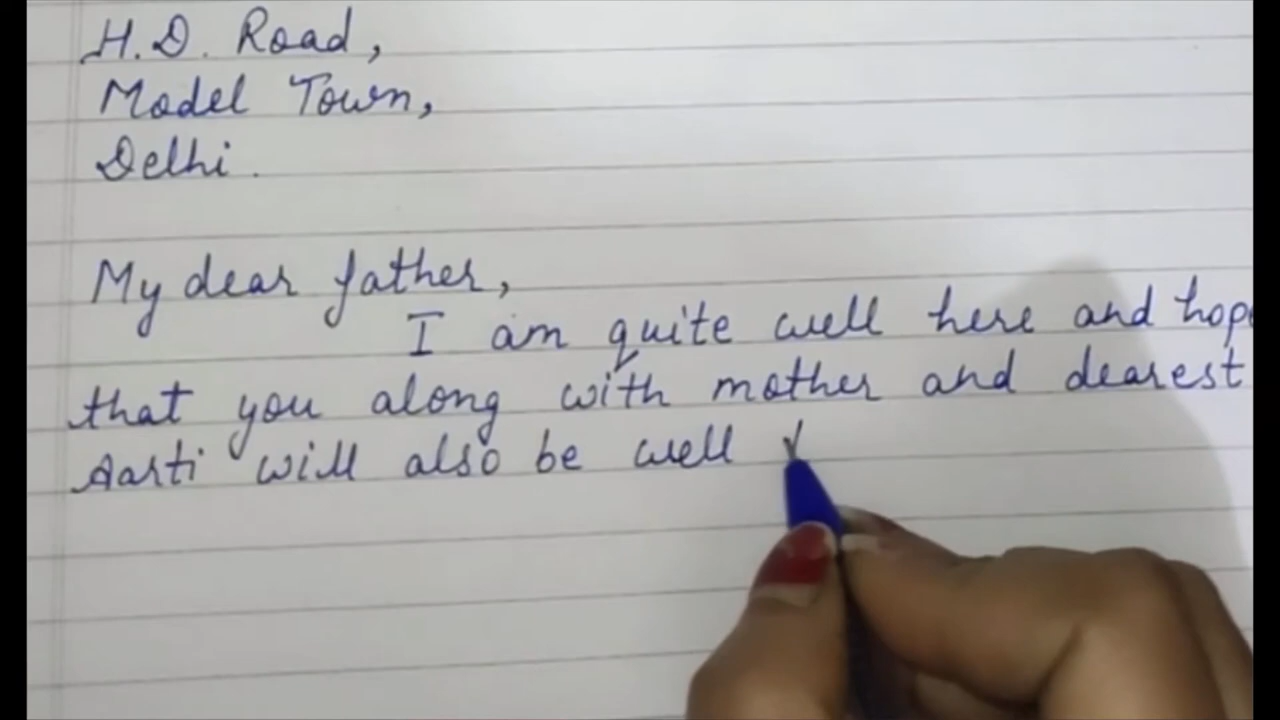 H.D. Road,
Model Town,
Delhi.
My dear father,
I am quite well here and hope
that you along with mother and dearest
Aarti will also be well